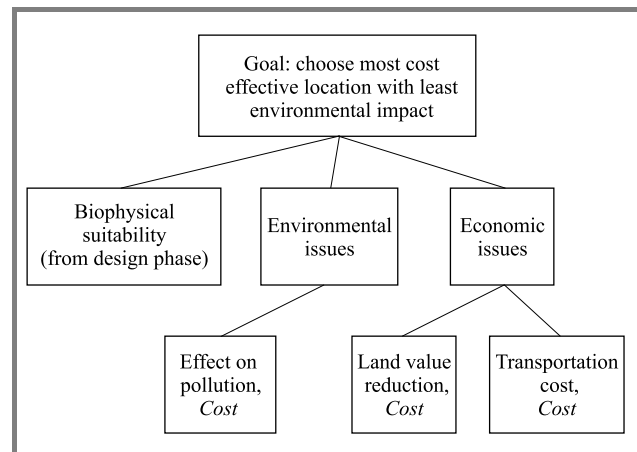 Goal: choose most cost
effective location with least
environmental impact
Biophysical
suitability
(from design phase)
Environmental
issues
Economic
issues
Effect on
pollution,
Cost
Land value
reduction,
Cost
Transportation
cost,
Cost